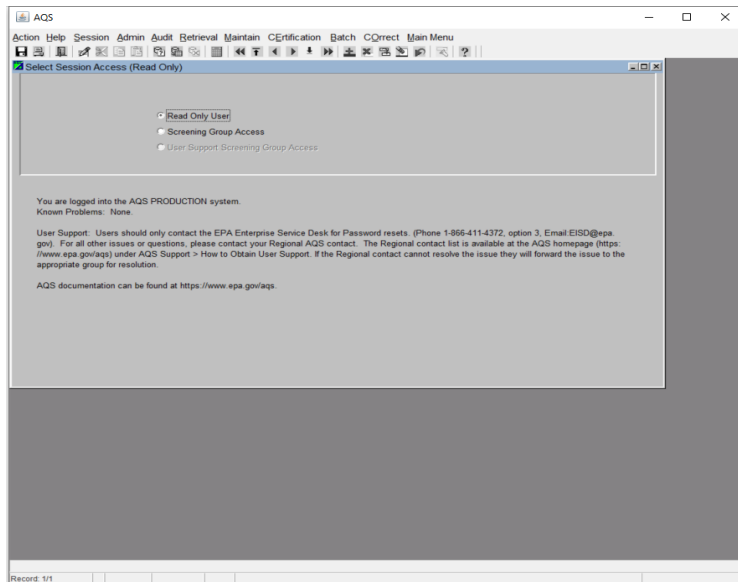 AQS
Action Help Session Admin Audit Retrieval Maintain CErtification Batch COrrect Main Menu
Select Session Access (Read Only)
Read Only User
Screening Group Access
User Support Screening Group Access
You are logged into the AQS PRODUCTION system.
Known Problems: None.
User Support: Users should only contact the EPA Enterprise Service Desk for Password resets. (Phone 1-866-411-4372, option 3, Email:EISD@epa.
gov). For all other issues or questions, please contact your Regional AQS contact. The Regional contact list is available at the AQS homepage (https:
//www.epa.gov/aqs) under AQS Support > How to Obtain User Support. If the Regional contact cannot resolve the issue they will forward the issue to the
appropriate group for resolution.
AQS documentation can be found at https://www.epa.gov/aqs.
Record: 1/1